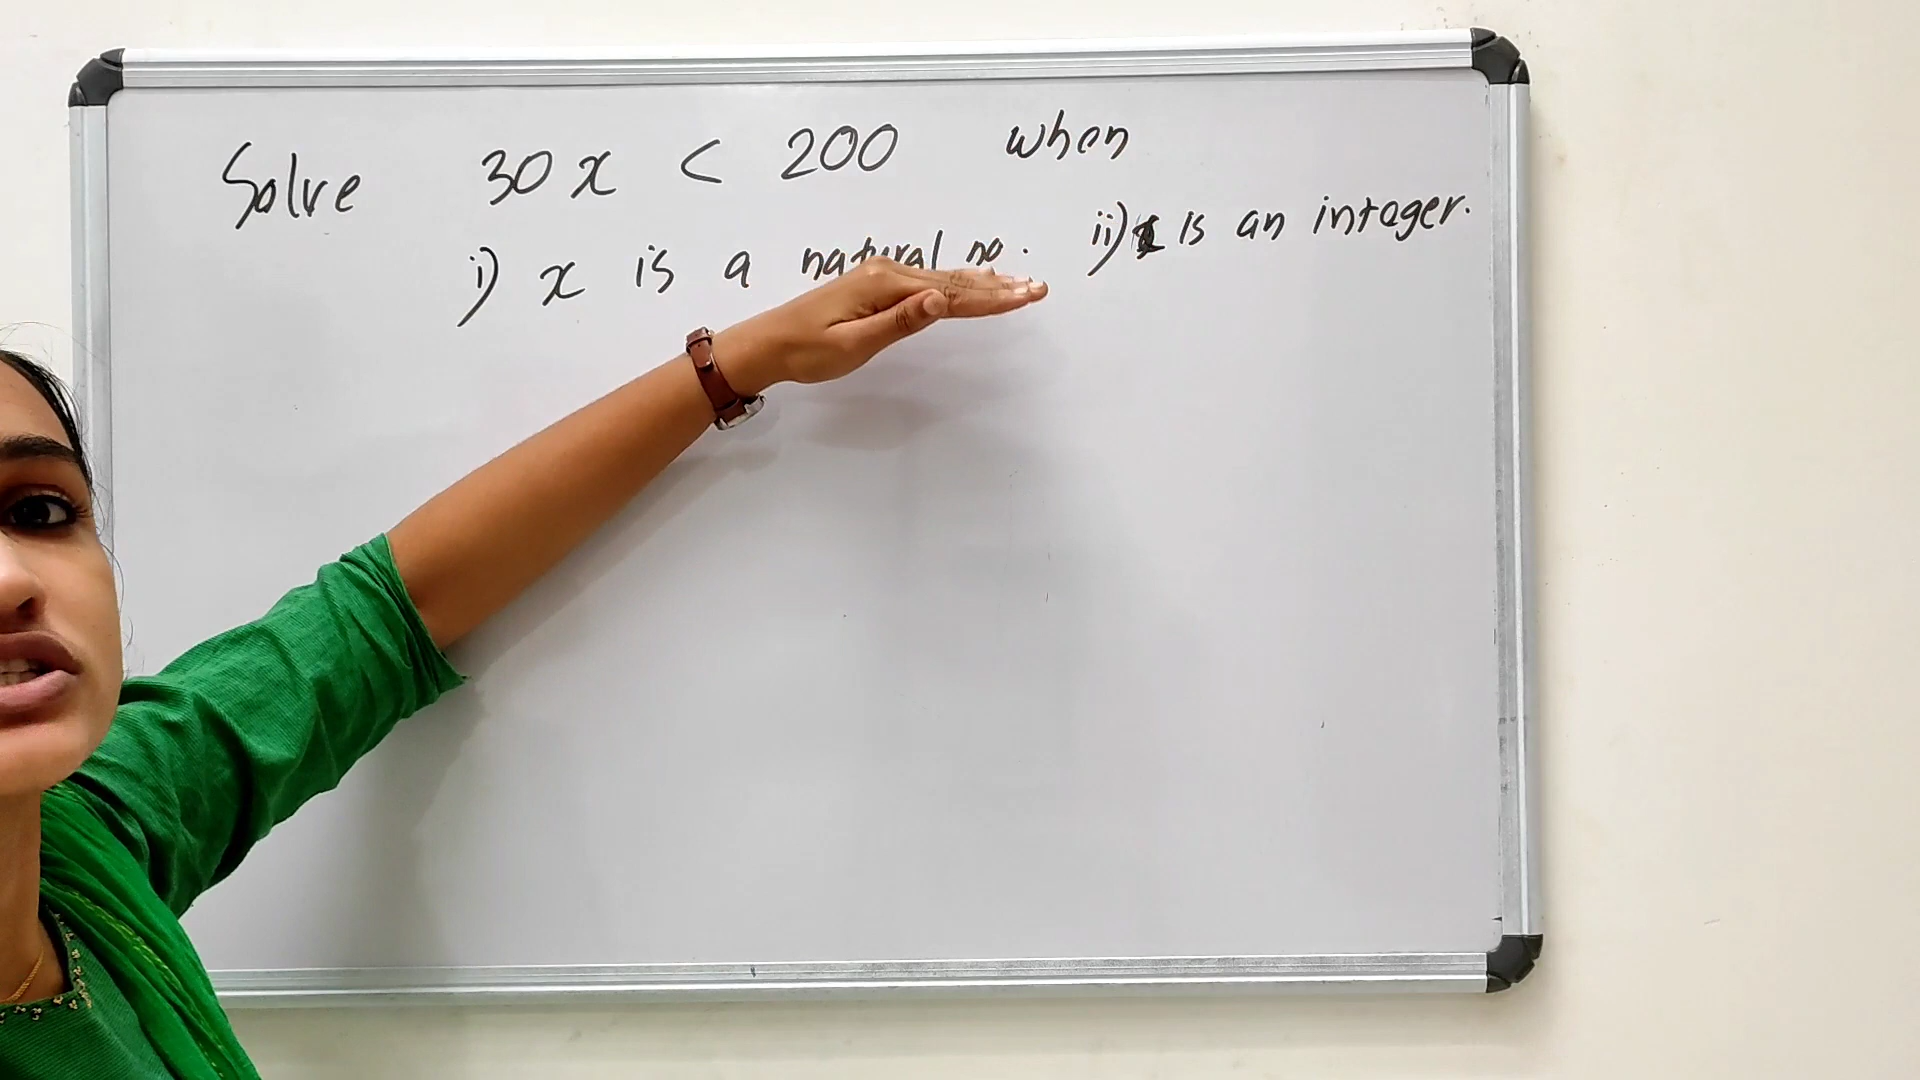 Solve 30x < 200 when
i) x is a natural no. ii) x is an integer.